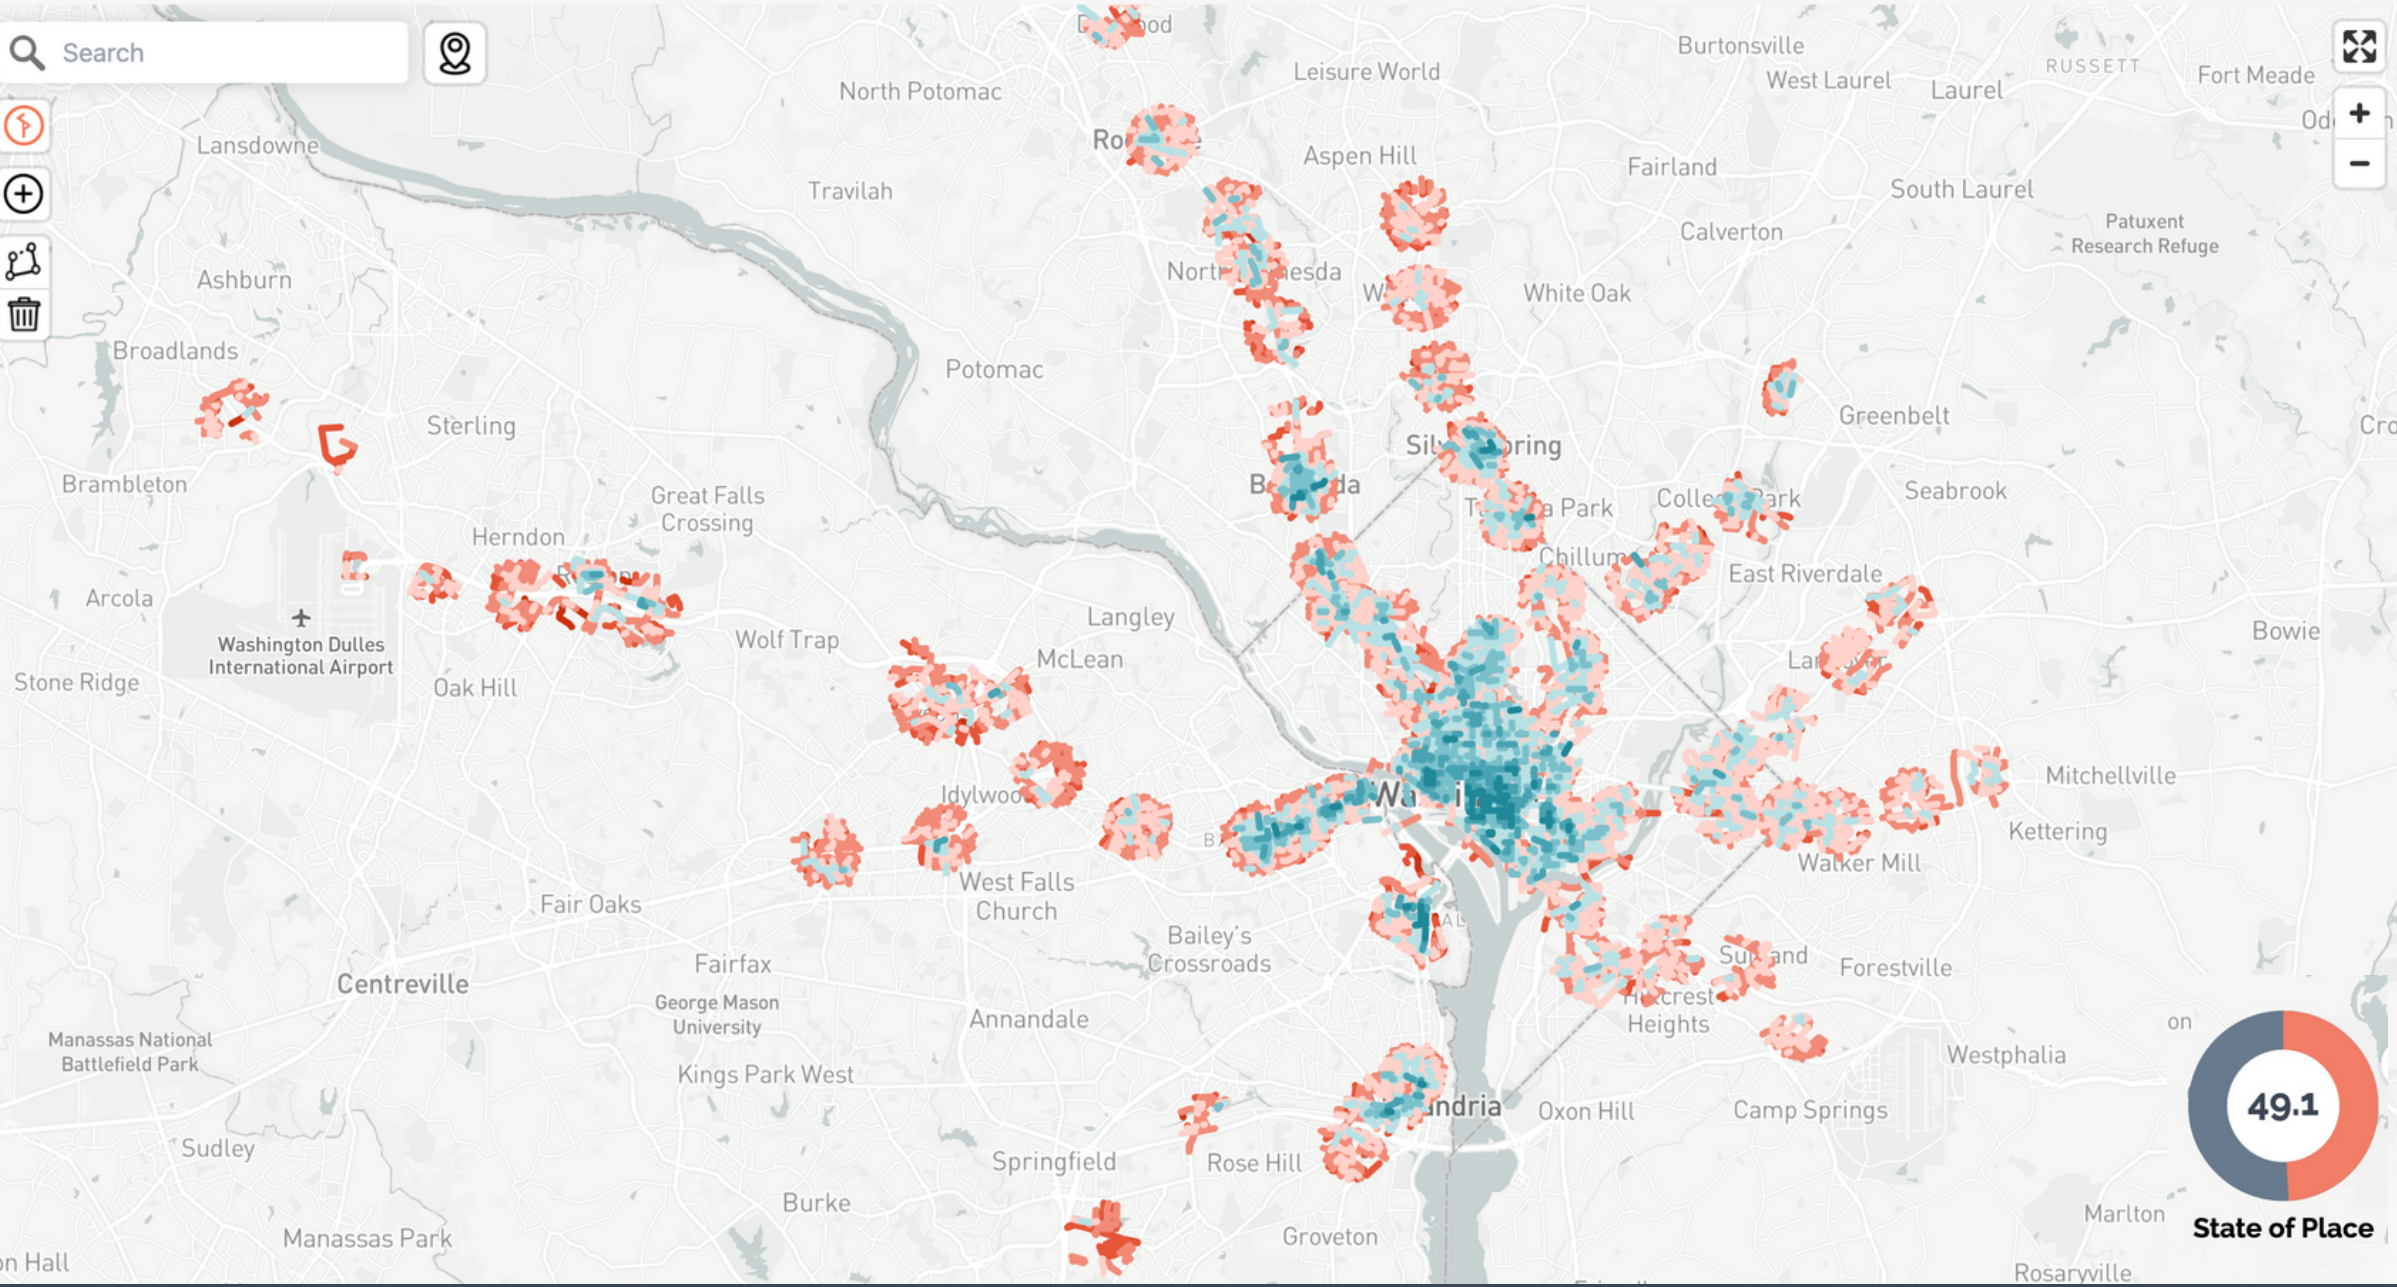 Search
North Potomac
Leisure World
Burtonsville
West Laurel
Laurel
RUSSETT
Fort Meade
+
−
Lansdowne
Travilah
Aspen Hill
Fairland
South Laurel
Calverton
Patuxent
Research Refuge
Ashburn
White Oak
Broadlands
Potomac
Sterling
Greenbelt
Brambleton
Great Falls
Crossing
Seabrook
Herndon
Chillum
East Riverdale
Arcola
Langley
Wolf Trap
McLean
Bowie
Washington Dulles
International Airport
Stone Ridge
Oak Hill
Mitchellville
Kettering
Walker Mill
West Falls
Church
Fair Oaks
Bailey's
Crossroads
Fairfax
Forestville
Centreville
George Mason
University
Annandale
Heights
on
Manassas National
Battlefield Park
Kings Park West
Westphalia
49.1
Oxon Hill
Camp Springs
Sudley
Springfield
Rose Hill
Burke
Groveton
Marlton
State of Place
Manassas Park
on Hall
Rosaryville